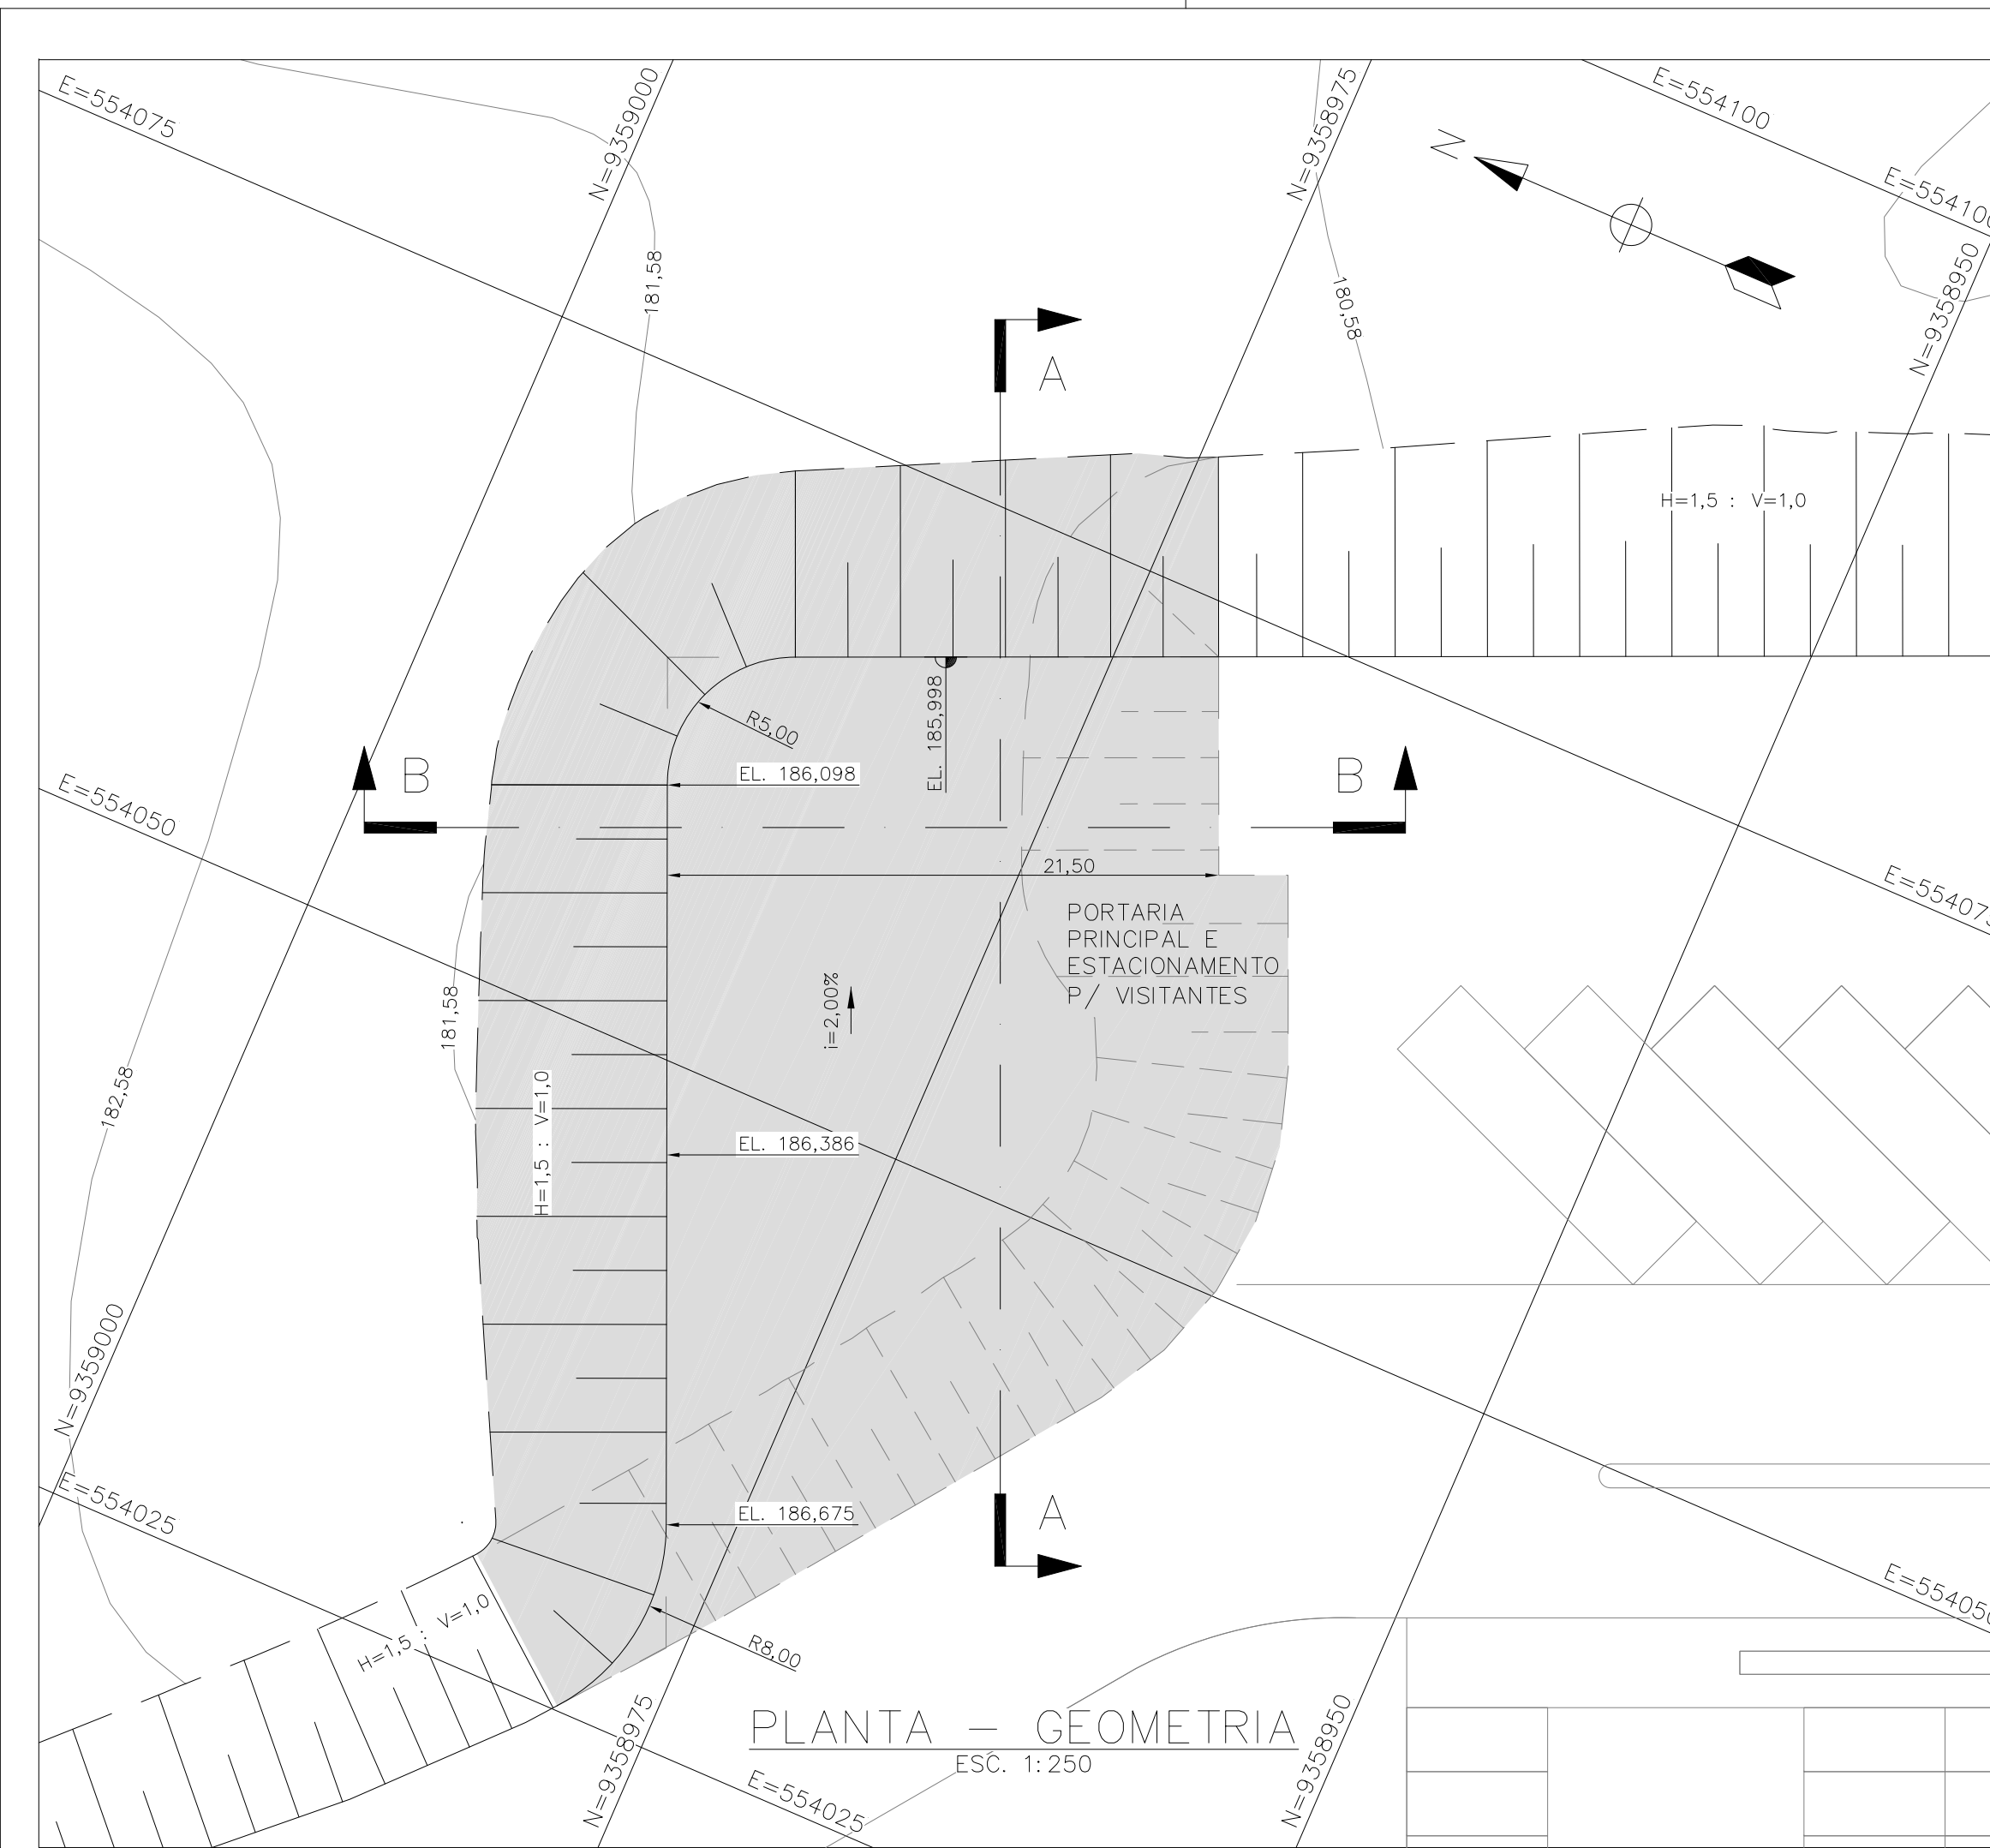 E=554075
N=9359000
N=9358975
E=554100
E=554100
N
N=9358950
181,58
180,58
A
H=1,5 : V=1,0
R5,00
EL. 185,998
EL. 186,098
B
B
E=554050
21,50
E=554075
PORTARIA
PRINCIPAL E
ESTACIONAMENTO
P/ VISITANTES
i=2,00%
181,58
182,58
H=1,5 : V=1,0
EL. 186,386
N=9359000
E=554025
EL. 186,675
A
E=554050
H=1,5 : V=1,0
R8,00
N=9358975
N=9358950
PLANTA - GEOMETRIA
ESC. 1:250
E=554025